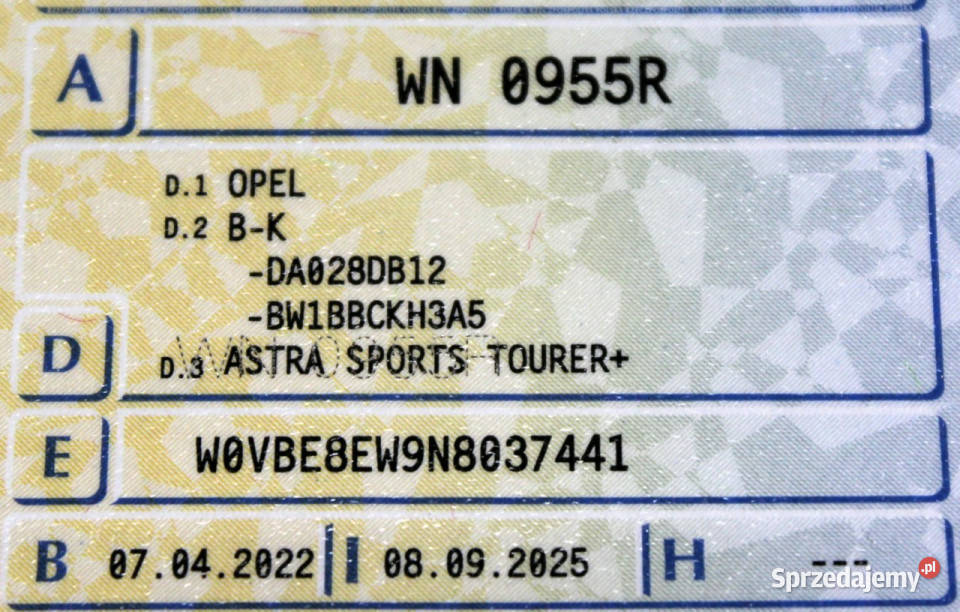 A WN 0955R
D.1 OPEL
D.2 B-K
-DA028DB12
-BW1BBCKH3A5
D D.3 ASTRA SPORTS TOURER+
E W0VBE8EW9N8037441
B 07.04.2022 I 08.09.2025 H ---
Sprzedajemy.pl